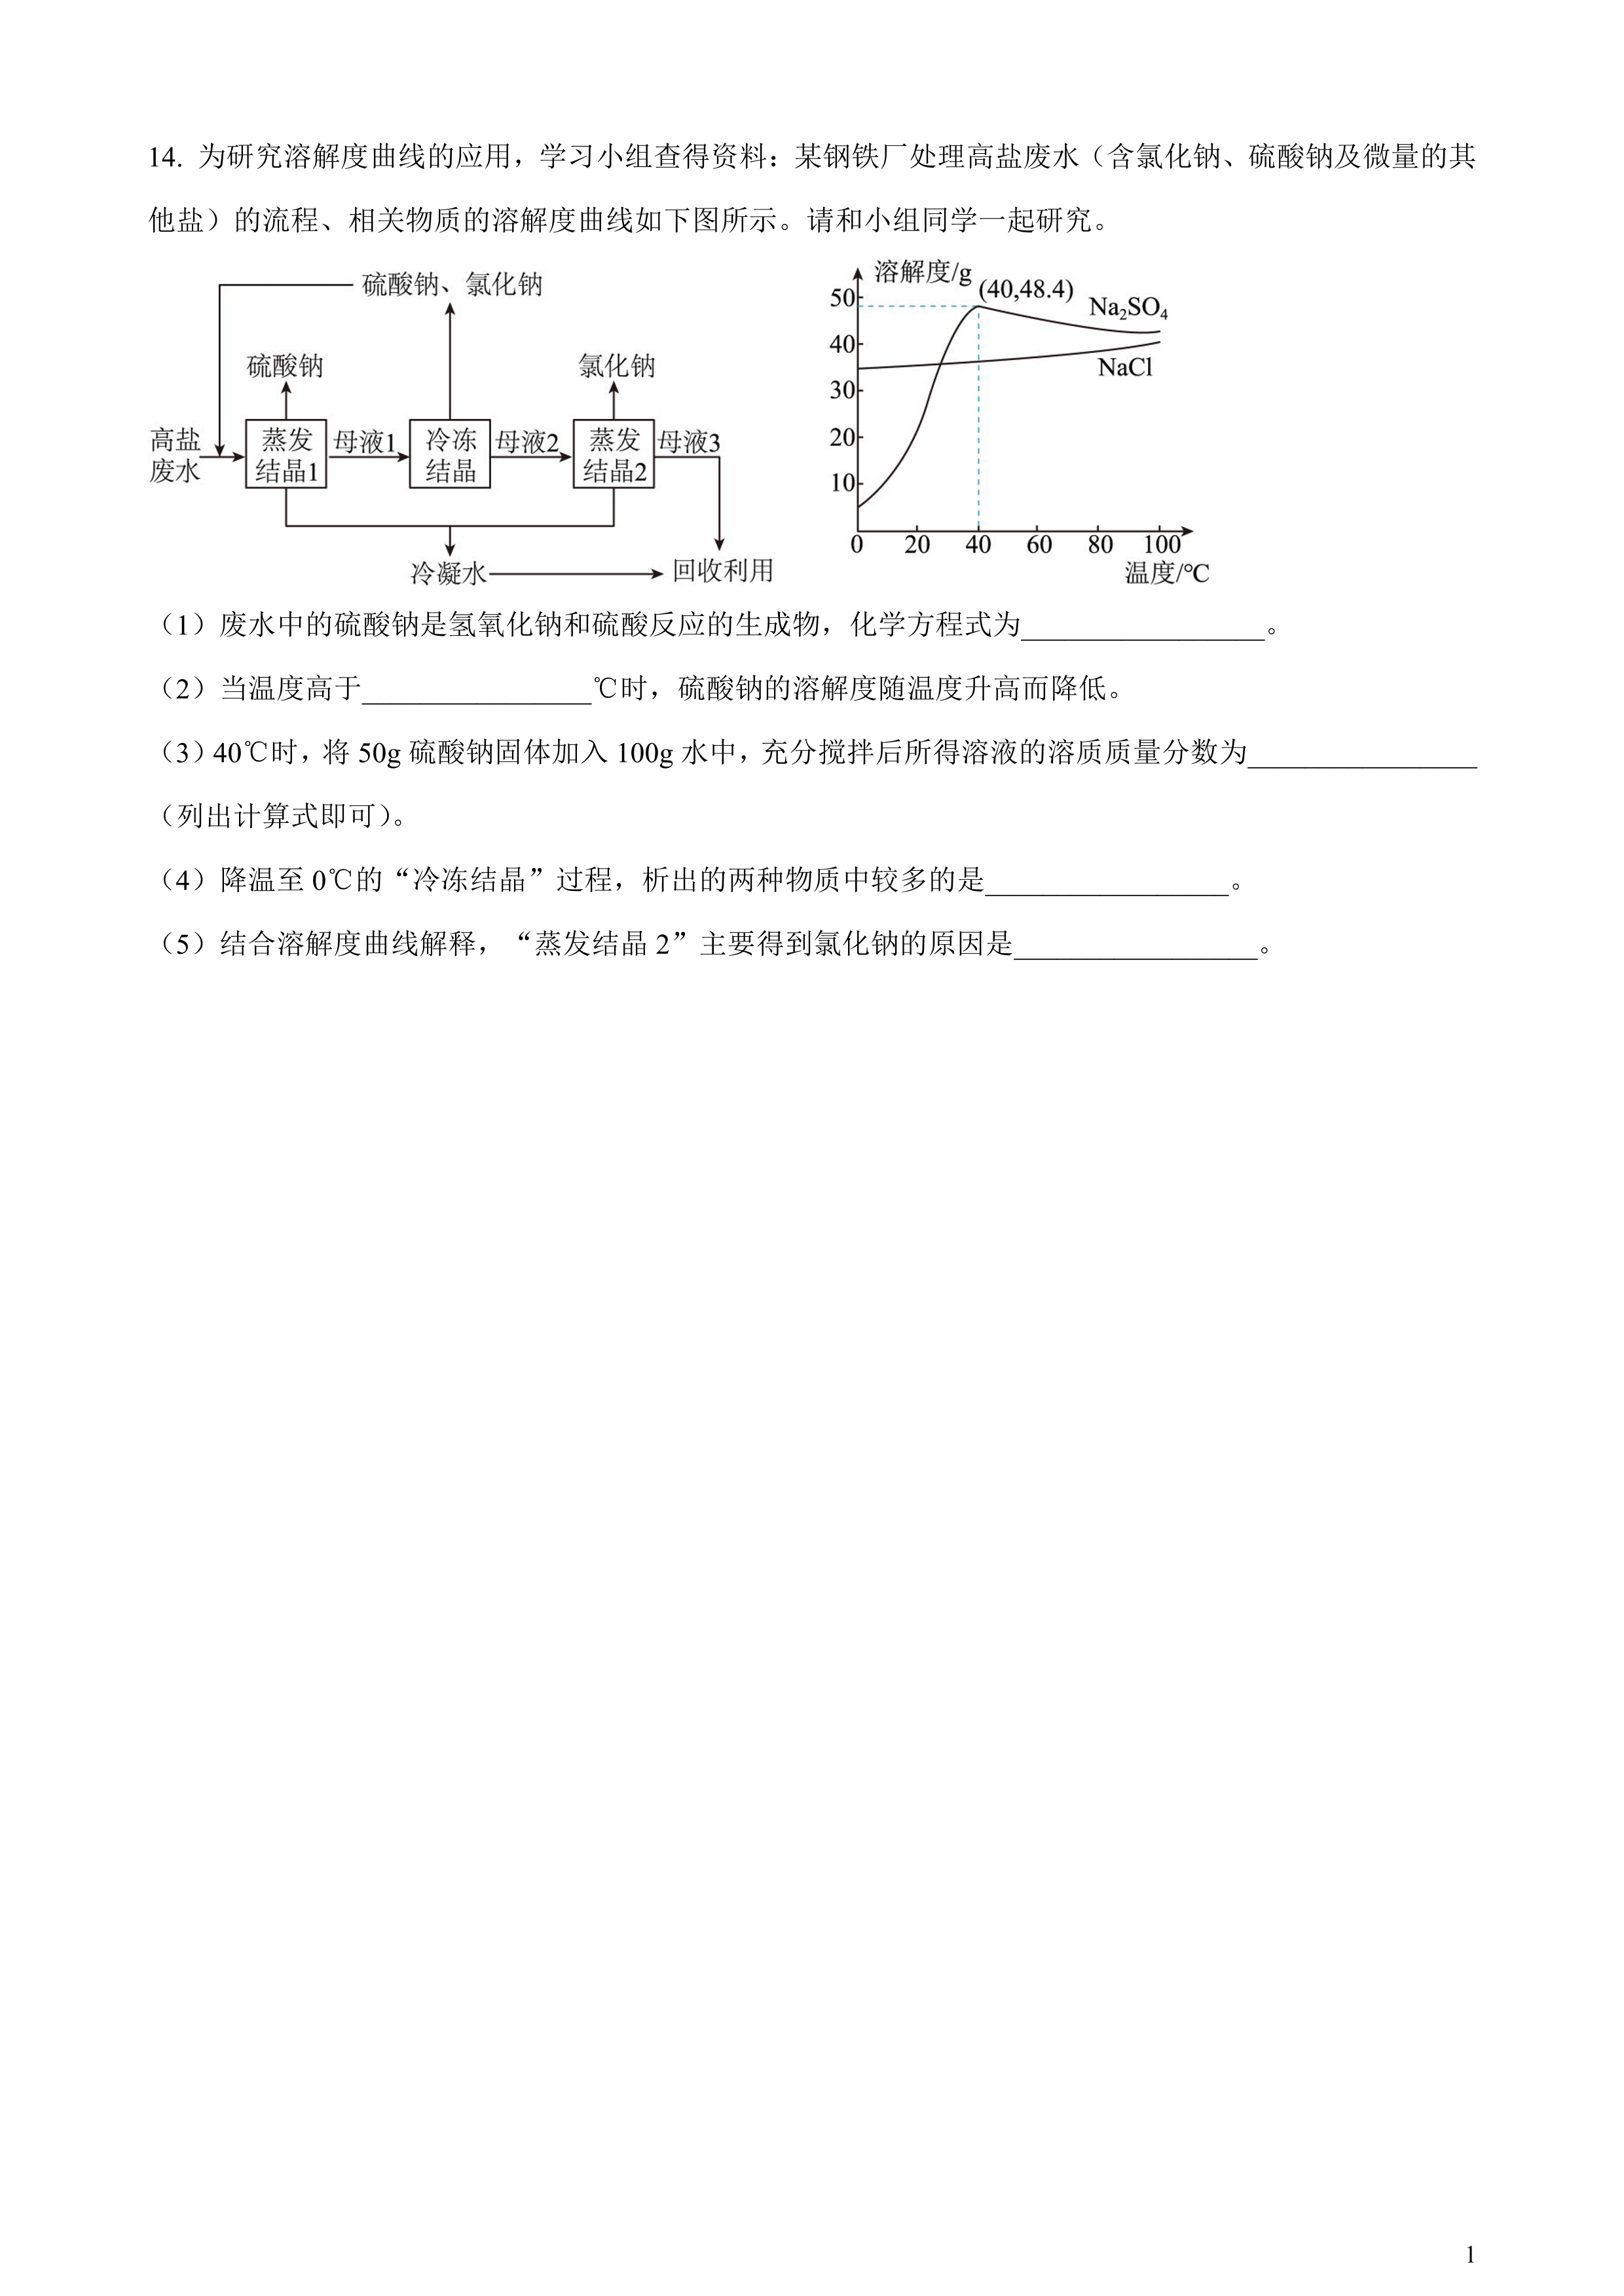 14. 为研究溶解度曲线的应用，学习小组查得资料：某钢铁厂处理高盐废水（含氯化钠、硫酸钠及微量的其
他盐）的流程、相关物质的溶解度曲线如下图所示。请和小组同学一起研究。
硫酸钠、氯化钠
硫酸钠
氯化钠
高盐
废水
蒸发
结晶1
母液1
冷冻
结晶
母液2
蒸发
结晶2
母液3
冷凝水
回收利用
溶解度/g
(40,48.4)
50
Na₂SO₄
40
NaCl
30
20
10
0 20 40 60 80 100
温度/℃
（1）废水中的硫酸钠是氢氧化钠和硫酸反应的生成物，化学方程式为________________。
（2）当温度高于________________℃时，硫酸钠的溶解度随温度升高而降低。
（3）40℃时，将 50g 硫酸钠固体加入 100g 水中，充分搅拌后所得溶液的溶质质量分数为________________
（列出计算式即可）。
（4）降温至 0℃的“冷冻结晶”过程，析出的两种物质中较多的是________________。
（5）结合溶解度曲线解释，“蒸发结晶 2”主要得到氯化钠的原因是________________。
1